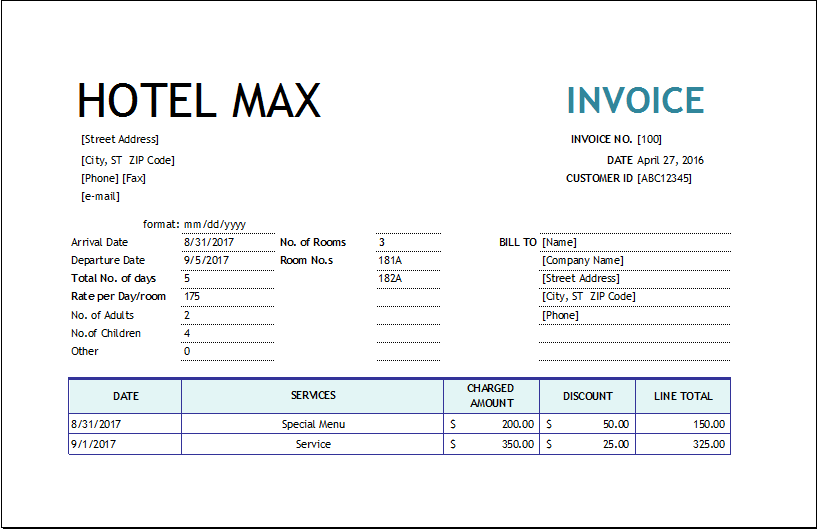 HOTEL MAX INVOICE
[Street Address] INVOICE NO. [100]
[City, ST ZIP Code] DATE April 27, 2016
[Phone] [Fax] CUSTOMER ID [ABC12345]
[e-mail]
format: mm/dd/yyyy
Arrival Date 8/31/2017 No. of Rooms 3 BILL TO [Name]
Departure Date 9/5/2017 Room No.s 181A [Company Name]
Total No. of days 5 182A [Street Address]
Rate per Day/room 175 [City, ST ZIP Code]
No. of Adults 2 [Phone]
No.of Children 4
Other 0
DATE SERVICES CHARGED AMOUNT DISCOUNT LINE TOTAL
8/31/2017 Special Menu $ 200.00 $ 50.00 150.00
9/1/2017 Service $ 350.00 $ 25.00 325.00